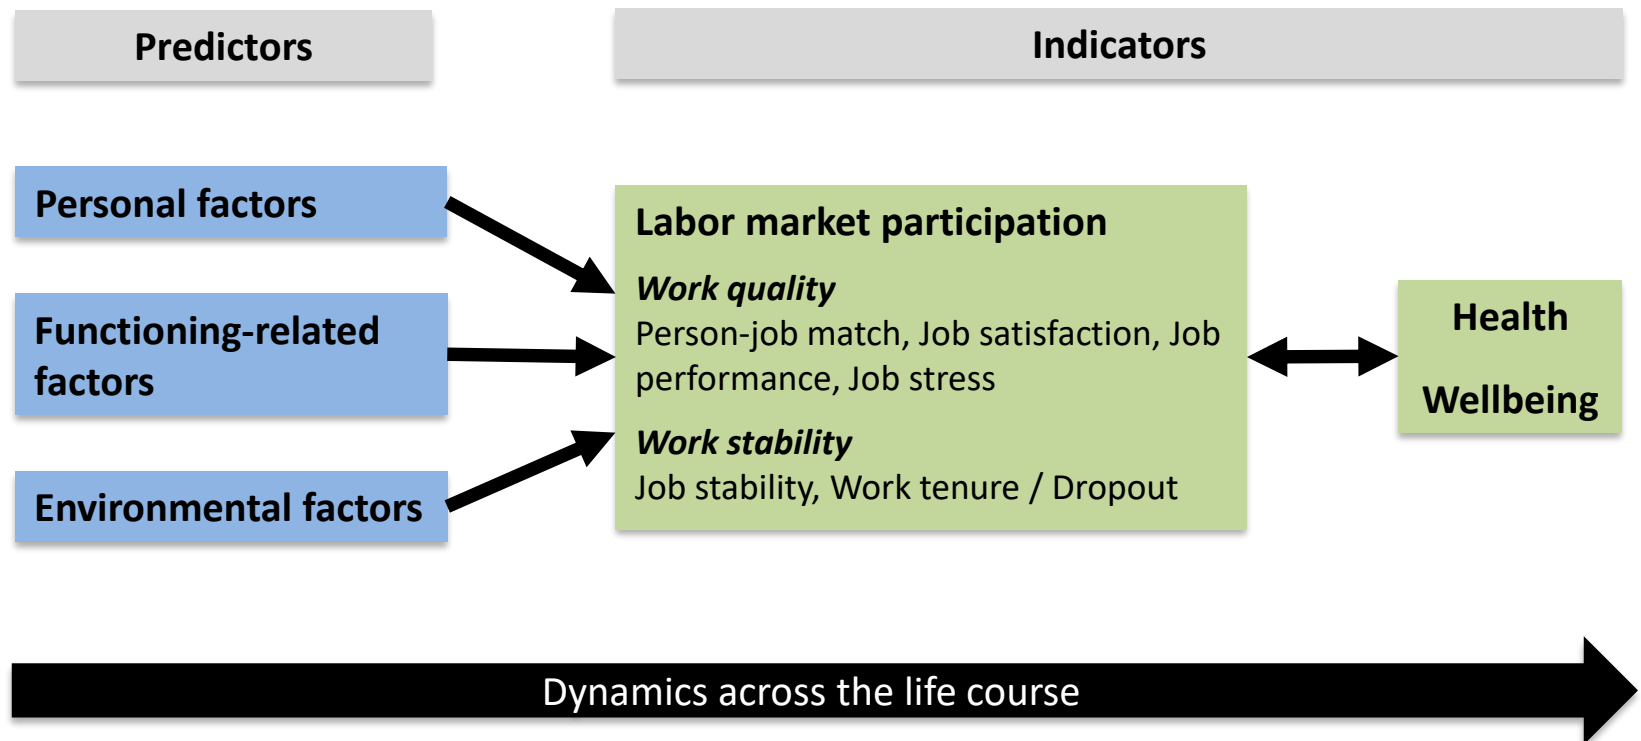 Predictors
Indicators
Personal factors
Functioning-related
factors
Environmental factors
Labor market participation
Work quality
Person-job match, Job satisfaction, Job
performance, Job stress
Work stability
Job stability, Work tenure / Dropout
Health
Wellbeing
Dynamics across the life course